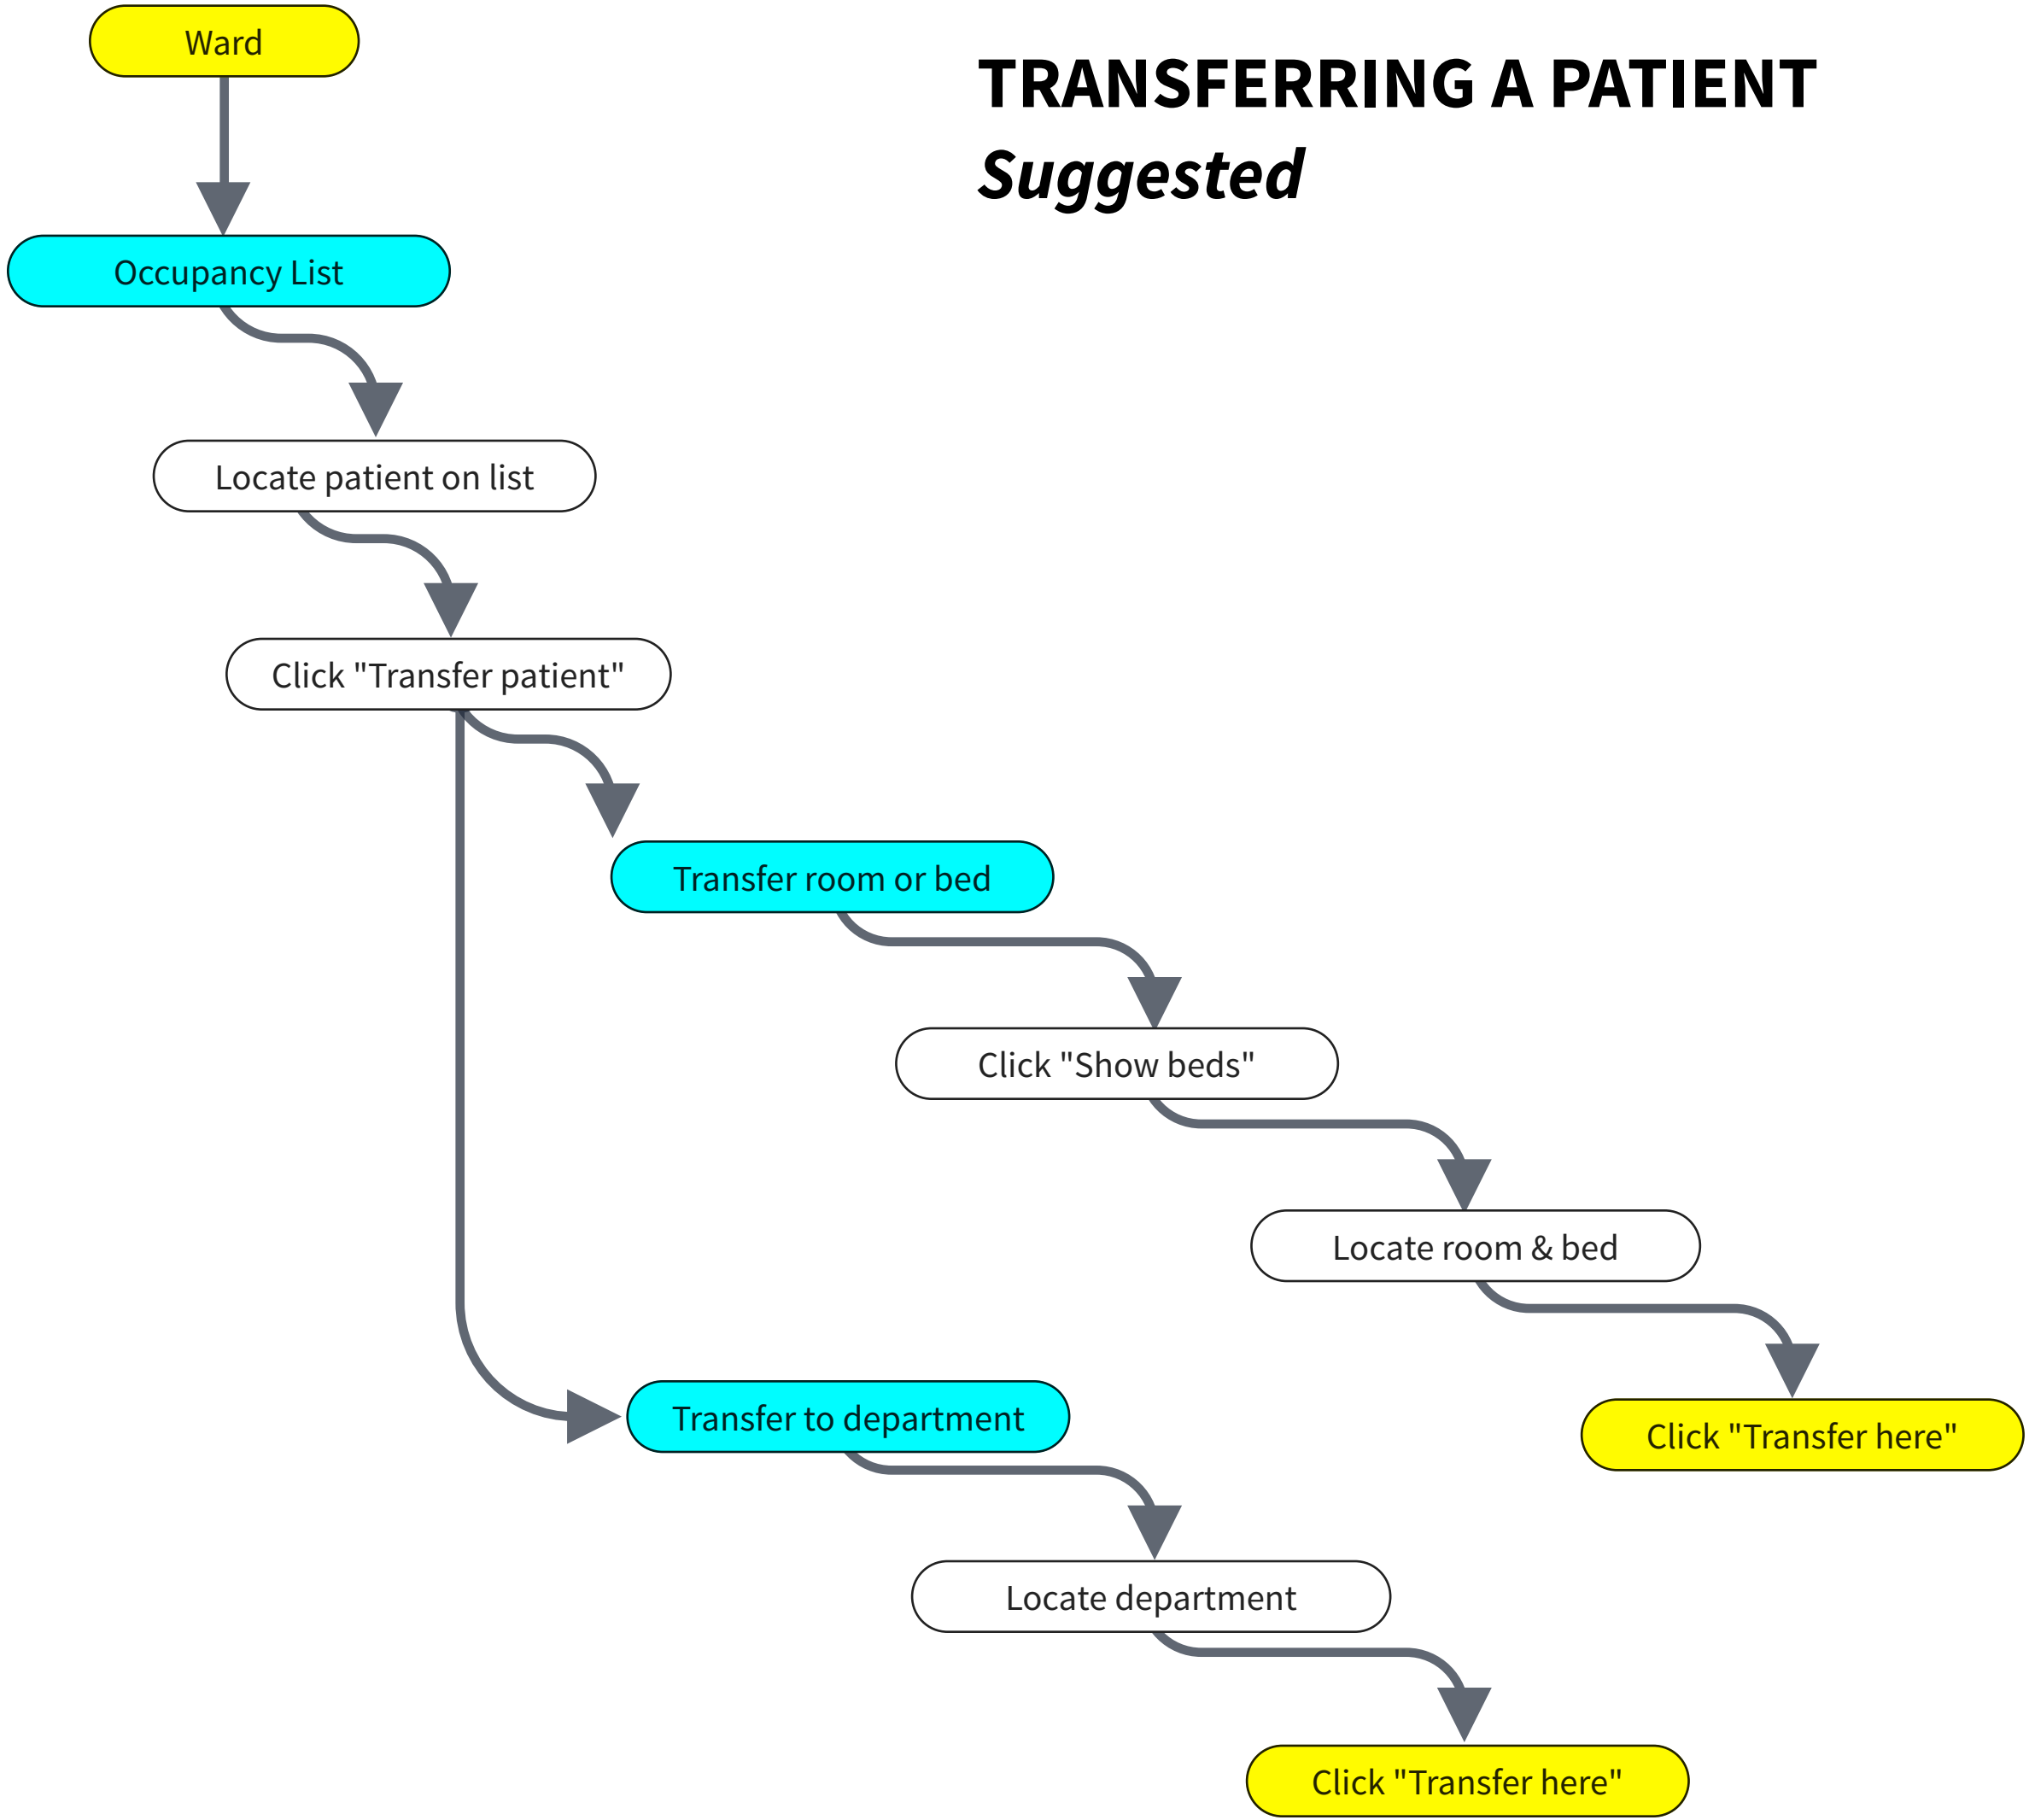 Ward
TRANSFERRING A PATIENT
Suggested
Occupancy List
Locate patient on list
Click "Transfer patient"
Transfer room or bed
Click "Show beds"
Locate room & bed
Click "Transfer here"
Transfer to department
Locate department
Click "Transfer here"